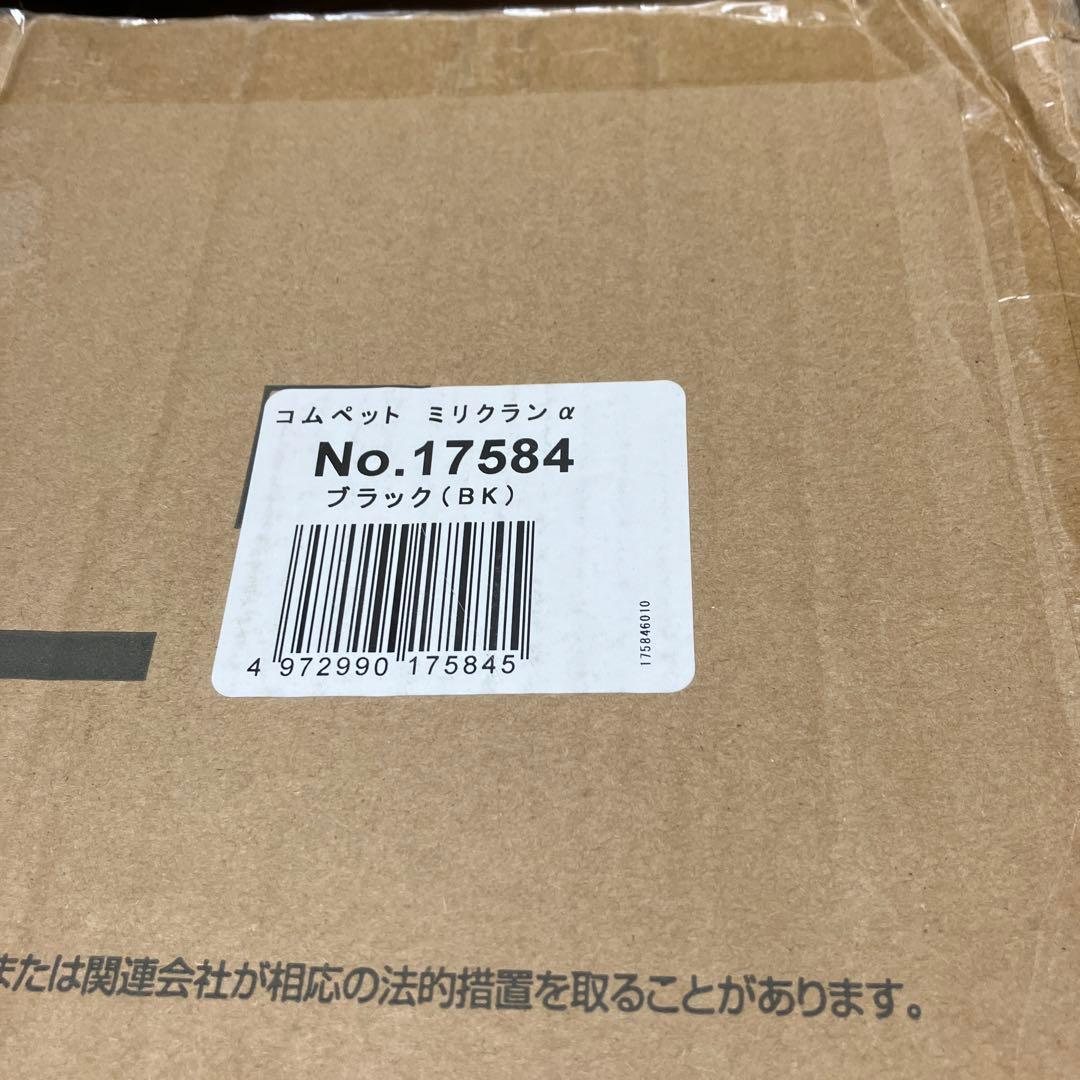 コムペット ミリクラン α
No.17584
ブラック(BK)
4 972990 175845
175846010
または関連会社が相応の法的措置を取ることがあります。